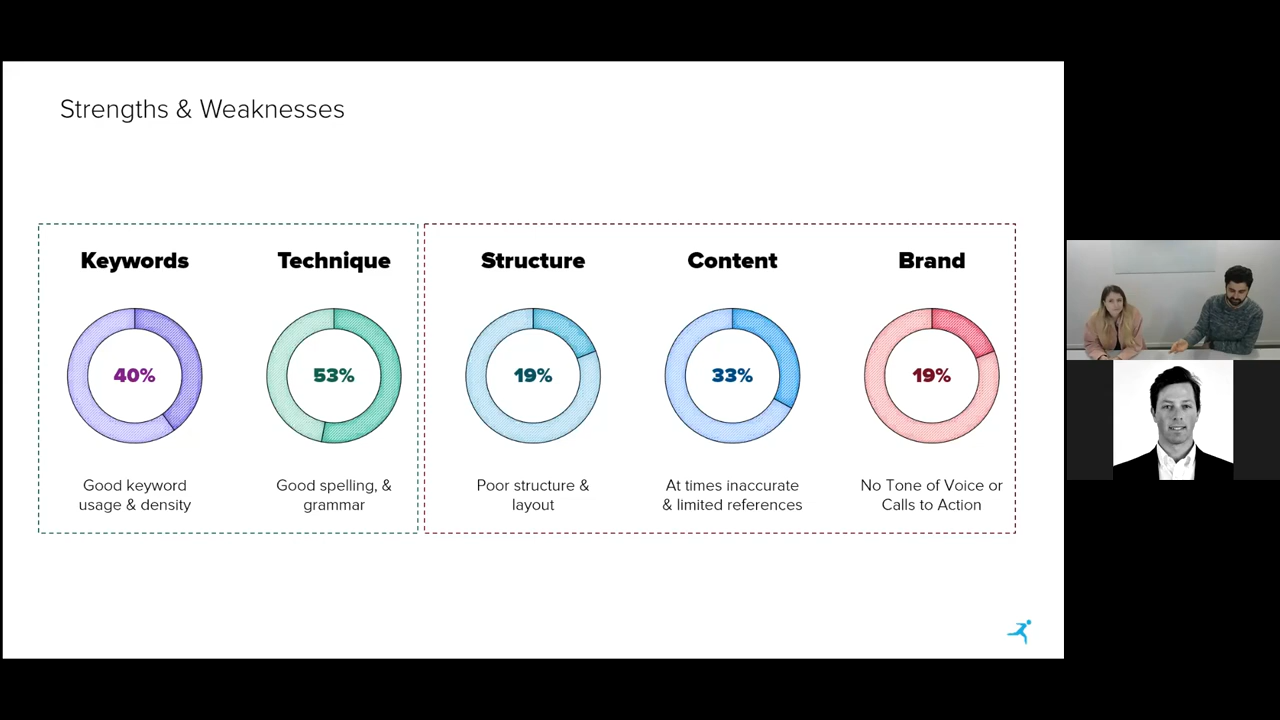 Strengths & Weaknesses
Keywords
40%
Good keyword
usage & density
Technique
53%
Good spelling, &
grammar
Structure
19%
Poor structure &
layout
Content
33%
At times inaccurate
& limited references
Brand
19%
No Tone of Voice or
Calls to Action